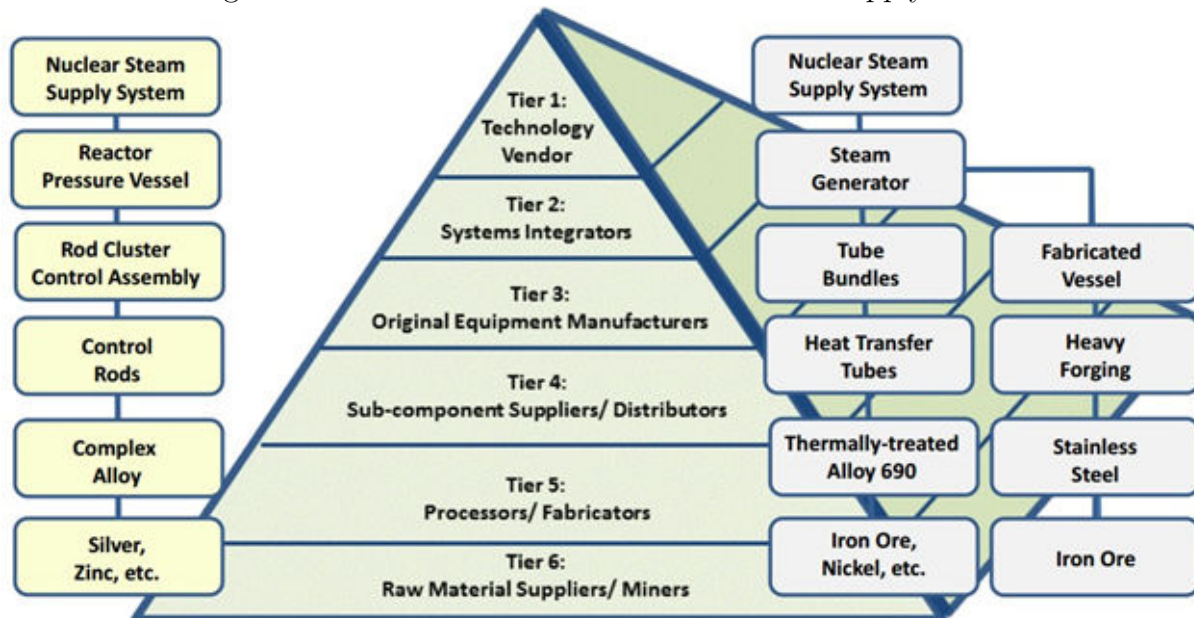 Nuclear Steam
Supply System
Reactor
Pressure Vessel
Rod Cluster
Control Assembly
Control
Rods
Complex
Alloy
Silver,
Zinc, etc.
Tier 1:
Technology
Vendor
Tier 2:
Systems Integrators
Tier 3:
Original Equipment Manufacturers
Tier 4:
Sub-component Suppliers/ Distributors
Tier 5:
Processors/ Fabricators
Tier 6:
Raw Material Suppliers/ Miners
Nuclear Steam
Supply System
Steam
Generator
Tube
Bundles
Heat Transfer
Tubes
Thermally-treated
Alloy 690
Iron Ore,
Nickel, etc.
Fabricated
Vessel
Heavy
Forging
Stainless
Steel
Iron Ore